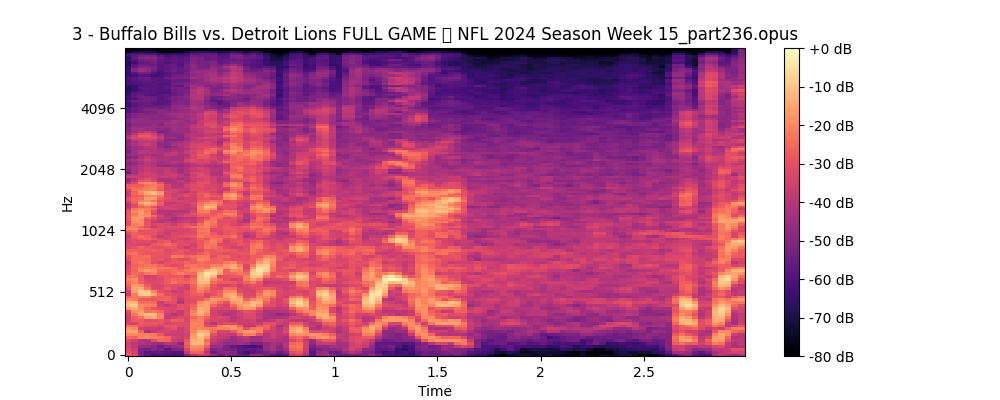 3 - Buffalo Bills vs. Detroit Lions FULL GAME ▯ NFL 2024 Season Week 15_part236.opus
Hz
4096
2048
1024
512
0
0 0.5 1 1.5 2 2.5
Time
+0 dB
-10 dB
-20 dB
-30 dB
-40 dB
-50 dB
-60 dB
-70 dB
-80 dB